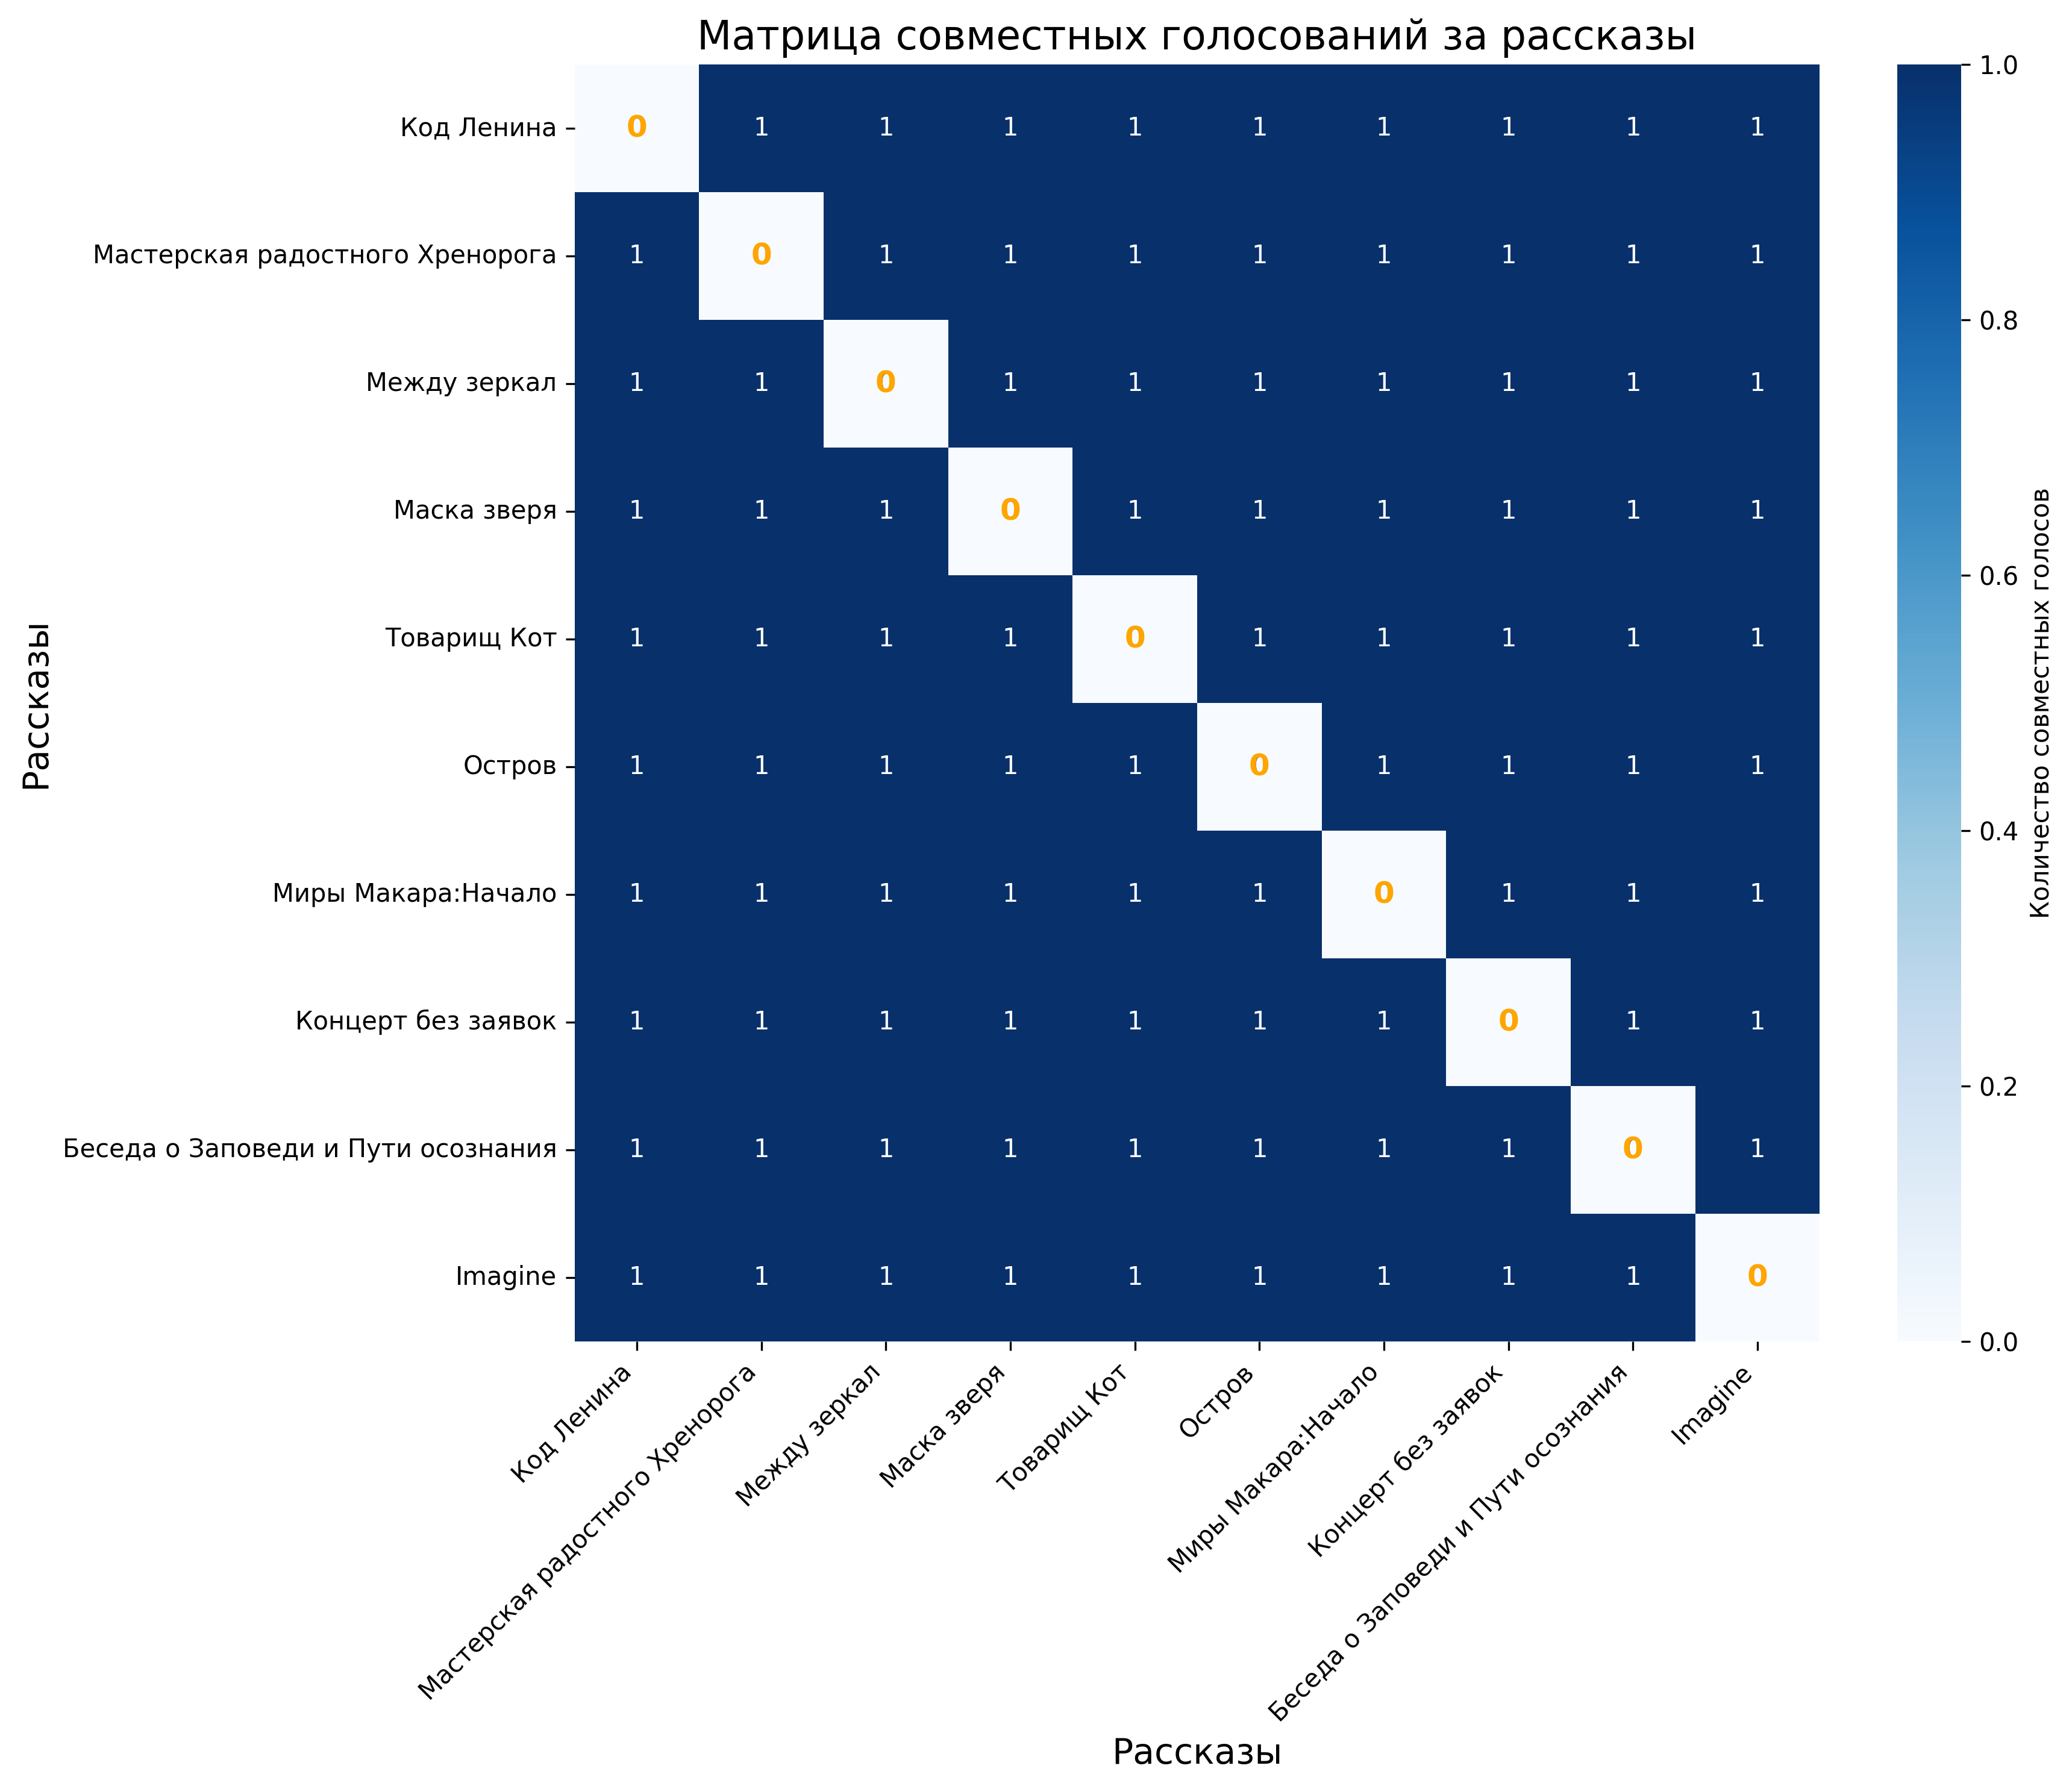 Матрица совместных голосований за рассказы
Рассказы
Код Ленина 0 1 1 1 1 1 1 1 1 1
Мастерская радостного Хренорога 1 0 1 1 1 1 1 1 1 1
Между зеркал 1 1 0 1 1 1 1 1 1 1
Маска зверя 1 1 1 0 1 1 1 1 1 1
Товарищ Кот 1 1 1 1 0 1 1 1 1 1
Остров 1 1 1 1 1 0 1 1 1 1
Миры Макара:Начало 1 1 1 1 1 1 0 1 1 1
Концерт без заявок 1 1 1 1 1 1 1 0 1 1
Беседа о Заповеди и Пути осознания 1 1 1 1 1 1 1 1 0 1
Imagine 1 1 1 1 1 1 1 1 1 0
Код Ленина
Мастерская радостного Хренорога
Между зеркал
Маска зверя
Товарищ Кот
Остров
Миры Макара:Начало
Концерт без заявок
Беседа о Заповеди и Пути осознания
Imagine
Рассказы
1.0
0.8
0.6
0.4
0.2
0.0
Количество совместных голосов